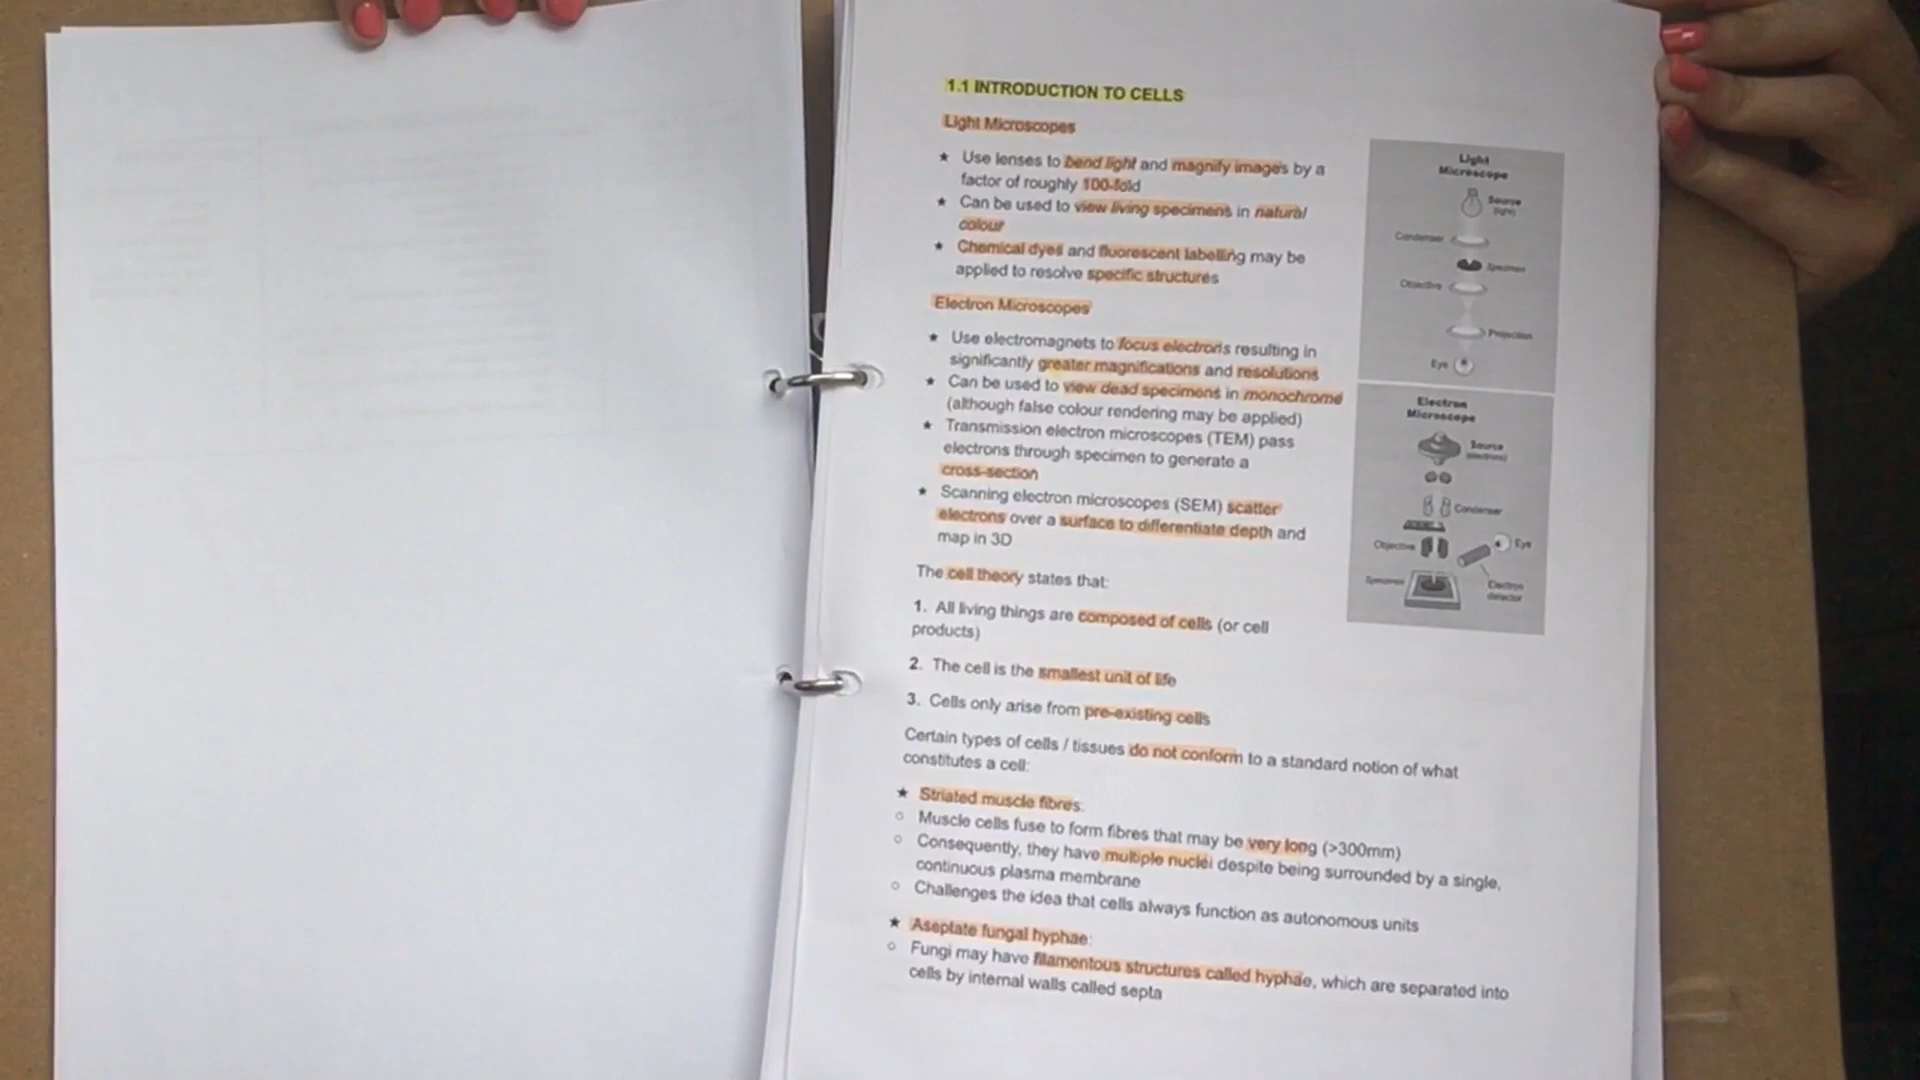 1.1 INTRODUCTION TO CELLS
Light Microscopes
★ Use lenses to bend light and magnify images by a
factor of roughly 100-fold
★ Can be used to view living specimens in natural
colour
★ Chemical dyes and fluorescent labelling may be
applied to resolve specific structures
Electron Microscopes
★ Use electromagnets to focus electrons resulting in
significantly greater magnifications and resolutions
★ Can be used to view dead specimens in monochrome
(although false colour rendering may be applied)
★ Transmission electron microscopes (TEM) pass
electrons through specimen to generate a
cross-section
★ Scanning electron microscopes (SEM) scatter
electrons over a surface to differentiate depth and
map in 3D
The cell theory states that:
1. All living things are composed of cells (or cell
products)
2. The cell is the smallest unit of life
3. Cells only arise from pre-existing cells
Certain types of cells / tissues do not conform to a standard notion of what
constitutes a cell:
★ Striated muscle fibres:
○ Muscle cells fuse to form fibres that may be very long (>300mm)
○ Consequently, they have multiple nuclei despite being surrounded by a single,
continuous plasma membrane
○ Challenges the idea that cells always function as autonomous units
★ Aseptate fungal hyphae:
○ Fungi may have filamentous structures called hyphae, which are separated into
cells by internal walls called septa
Light
Microscope
Source
(light)
Condenser
Specimen
Objective
Projection
Eye
Electron
Microscope
Source
(electrons)
Condenser
Objective
Eye
Specimen
Electron
detector